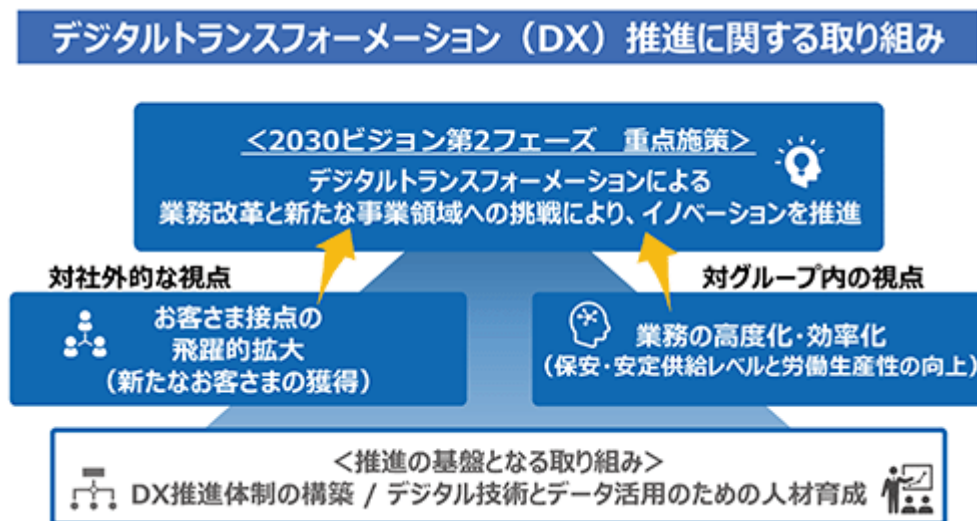 デジタルトランスフォーメーション（DX）推進に関する取り組み
＜2030ビジョン第2フェーズ　重点施策＞
デジタルトランスフォーメーションによる
業務改革と新たな事業領域への挑戦により、イノベーションを推進
対社外的な視点
お客さま接点の
飛躍的拡大
（新たなお客さまの獲得）
対グループ内の視点
業務の高度化・効率化
（保安・安定供給レベルと労働生産性の向上）
＜推進の基盤となる取り組み＞
DX推進体制の構築 / デジタル技術とデータ活用のための人材育成